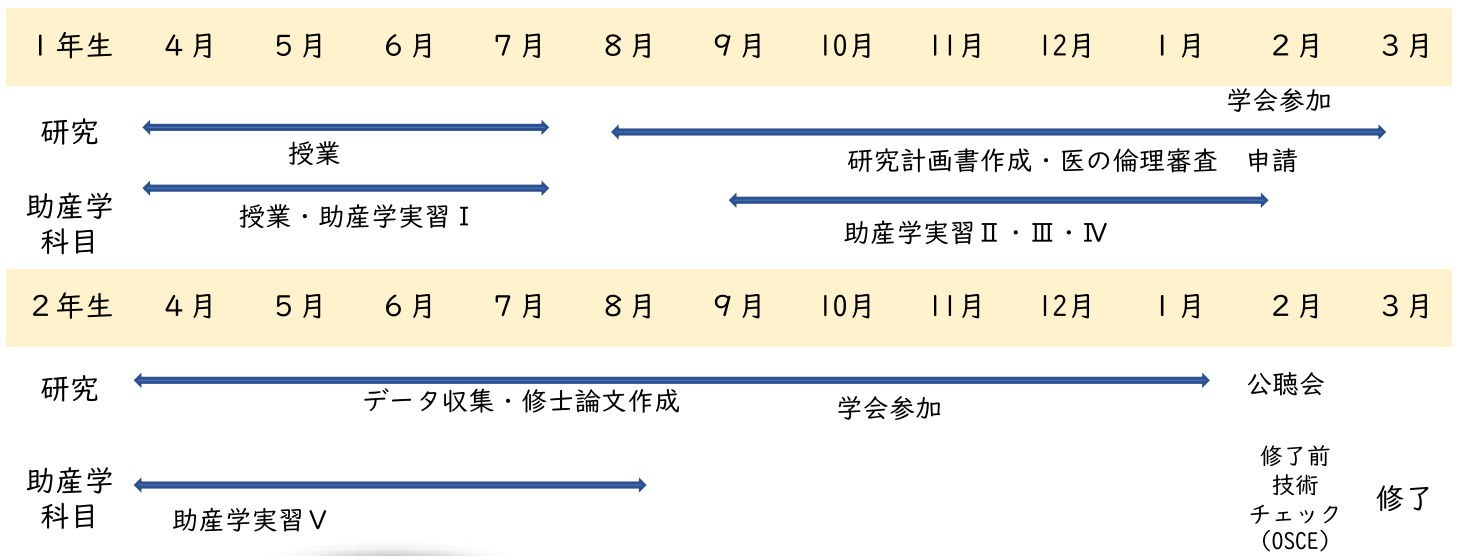 1年生 4月 5月 6月 7月 8月 9月 10月 11月 12月 1月 2月 3月
学会参加
研究
授業
研究計画書作成・医の倫理審査　申請
助産学
科目
授業・助産学実習Ⅰ
助産学実習Ⅱ・Ⅲ・Ⅳ
2年生 4月 5月 6月 7月 8月 9月 10月 11月 12月 1月 2月 3月
研究
データ収集・修士論文作成
学会参加
公聴会
助産学
科目
助産学実習Ⅴ
修了前
技術
チェック
(OSCE)
修了